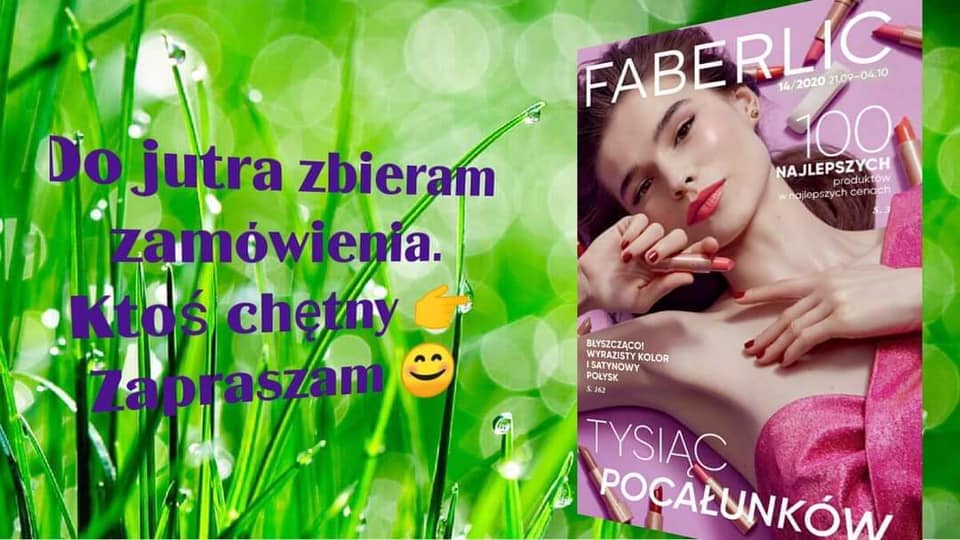 Do jutra zbieram
zamówienia.
Ktoś chętny 👉
Zapraszam 😊
FABERLIC
14/2020 21.09–04.10
100
NAJLEPSZYCH
produktów
w najlepszych cenach
S. 3
BŁYSZCZĄCO!
WYRAZISTY KOLOR
I SATYNOWY
POŁYSK
S. 162
TYSIĄC
POCAŁUNKÓW